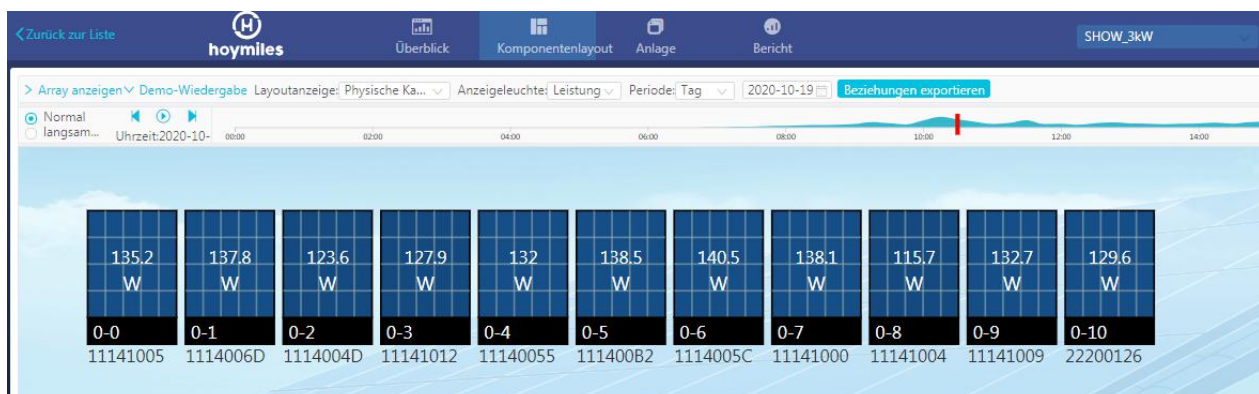 Zurück zur Liste
hoymiles
Überblick
Komponentenlayout
Anlage
Bericht
SHOW_3kW
Array anzeigen Demo-Wiedergabe Layoutanzeige: Physische Ka... Anzeigeleuchte: Leistung Periode: Tag 2020-10-19 Beziehungen exportieren
Normal
langsam... Uhrzeit:2020-10- 00:00 02:00 04:00 06:00 08:00 10:00 12:00 14:00
135.2 137.8 123.6 127.9 132 138.5 140.5 138.1 115.7 132.7 129.6
W W W W W W W W W W W
0-0 0-1 0-2 0-3 0-4 0-5 0-6 0-7 0-8 0-9 0-10
11141005 1114006D 1114004D 11141012 11140055 111400B2 1114005C 11141000 11141004 11141009 22200126